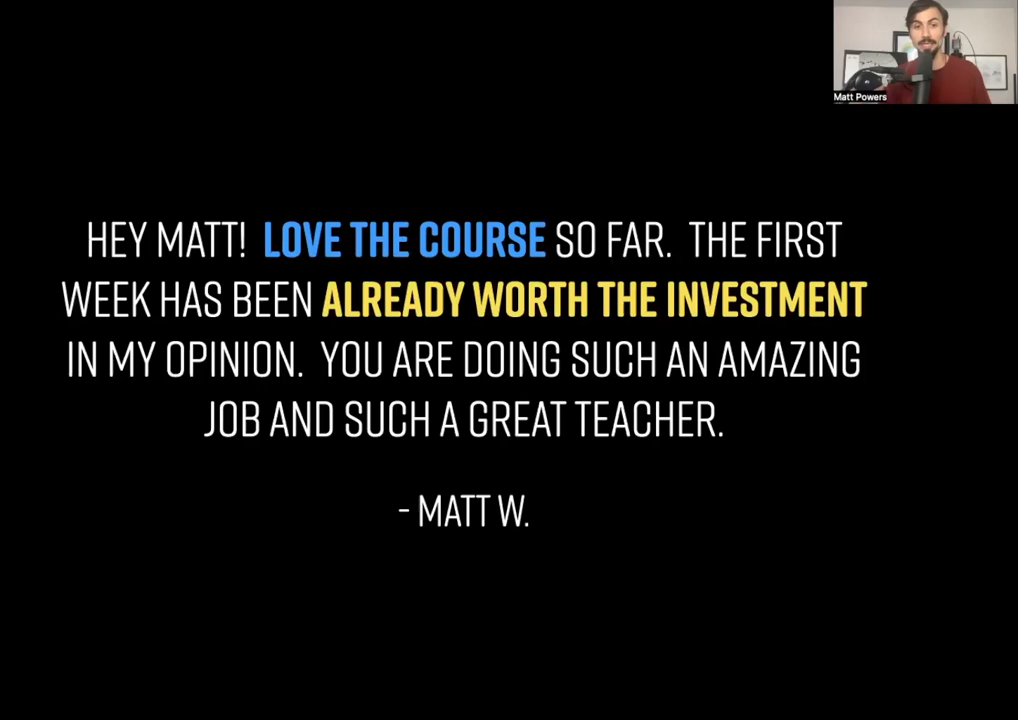 Matt Powers
HEY MATT! LOVE THE COURSE SO FAR. THE FIRST
WEEK HAS BEEN ALREADY WORTH THE INVESTMENT
IN MY OPINION. YOU ARE DOING SUCH AN AMAZING
JOB AND SUCH A GREAT TEACHER.
- MATT W.